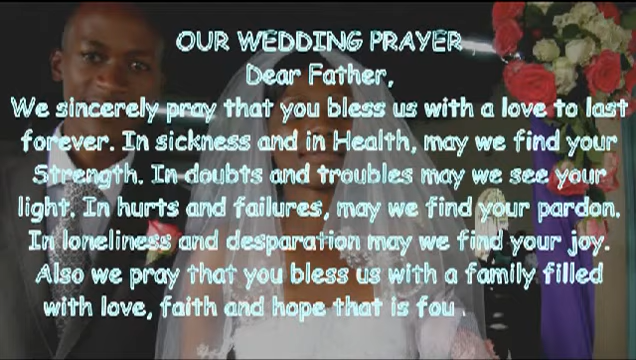 OUR WEDDING PRAYER
Dear Father,
We sincerely pray that you bless us with a love to last
forever. In sickness and in Health, may we find your
Strength. In doubts and troubles may we see your
light. In hurts and failures, may we find your pardon.
In loneliness and desparation may we find your joy.
Also we pray that you bless us with a family filled
with love, faith and hope that is fou .